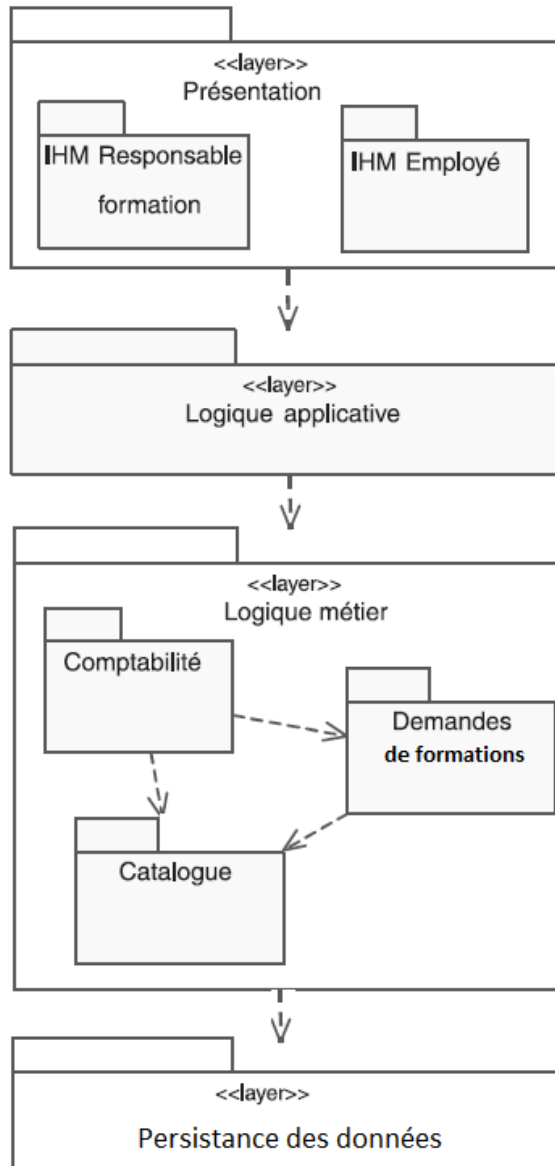 <<layer>>
Présentation
IHM Responsable
formation
IHM Employé
<<layer>>
Logique applicative
<<layer>>
Logique métier
Comptabilité
Demandes
de formations
Catalogue
<<layer>>
Persistance des données